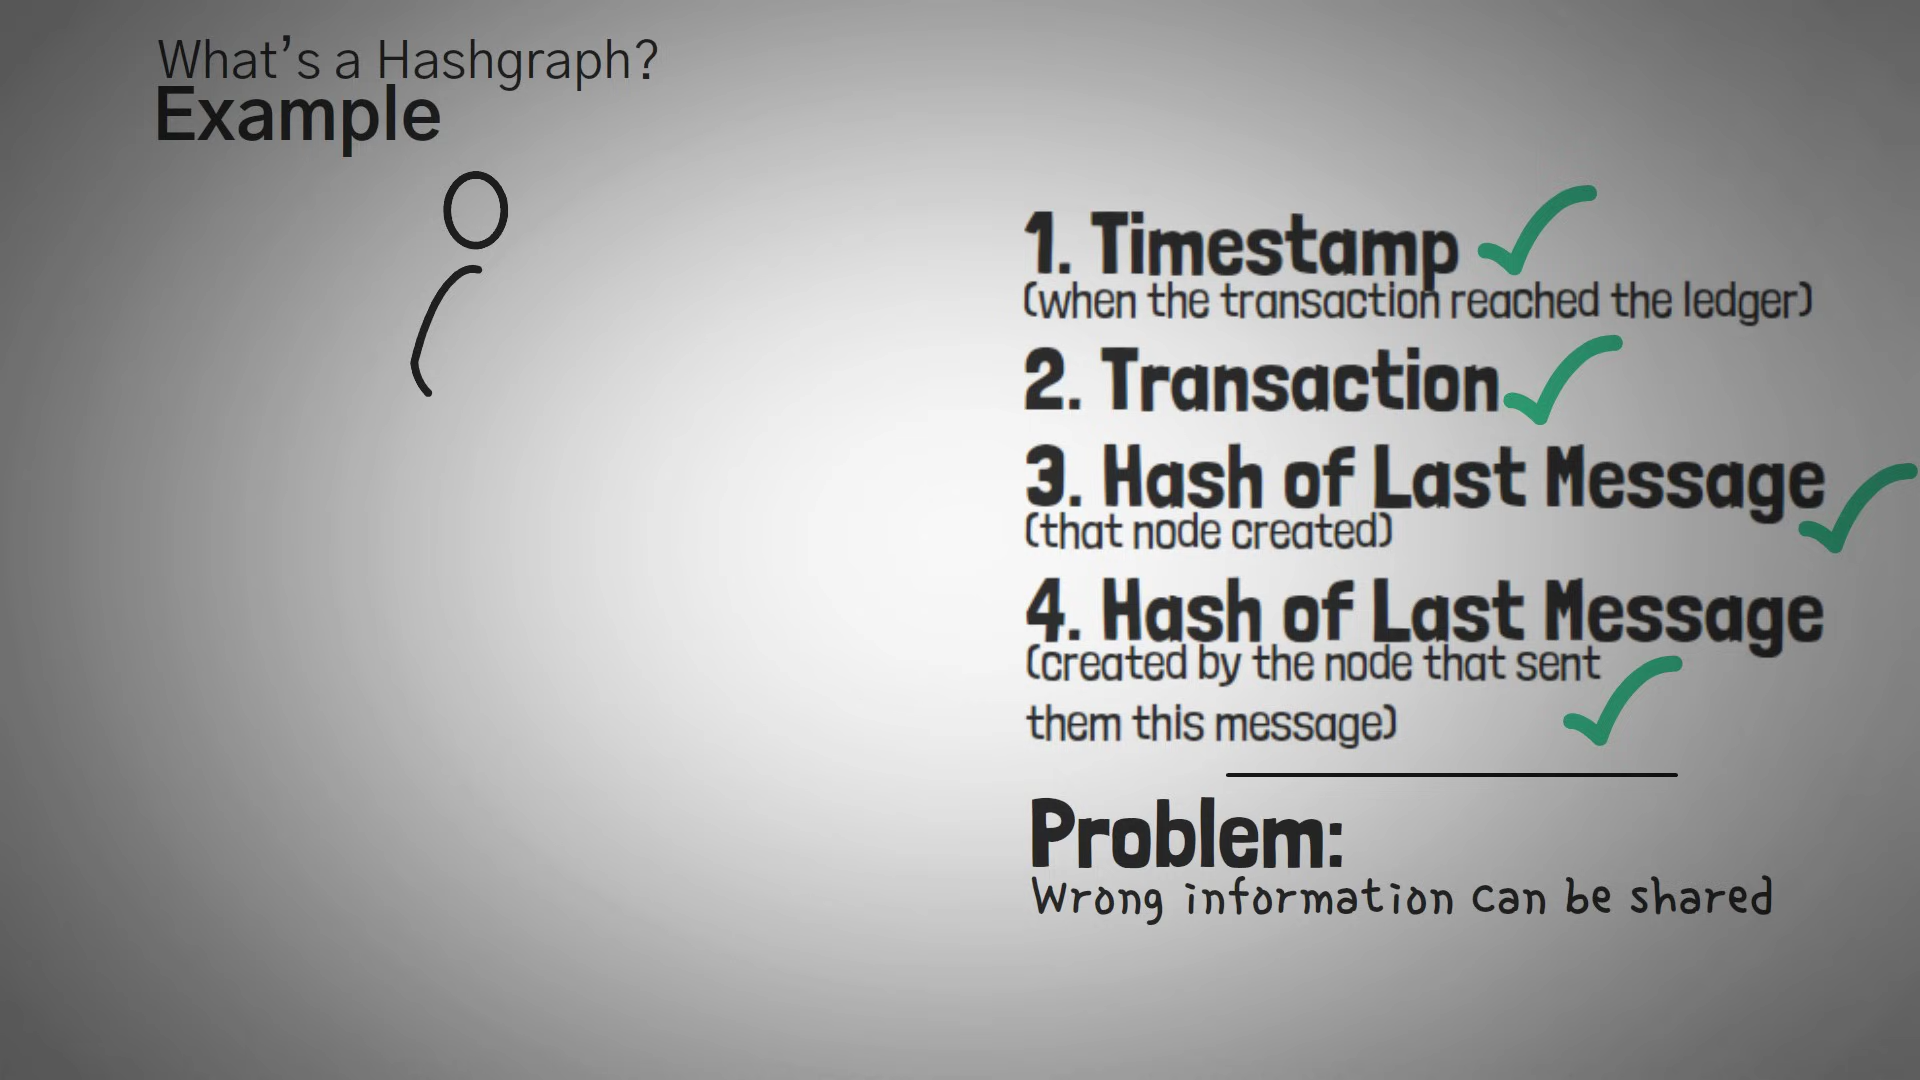 What's a Hashgraph?
Example
1. Timestamp
(when the transaction reached the ledger)
2. Transaction
3. Hash of Last Message
(that node created)
4. Hash of Last Message
(created by the node that sent
them this message)
Problem:
Wrong information can be shared